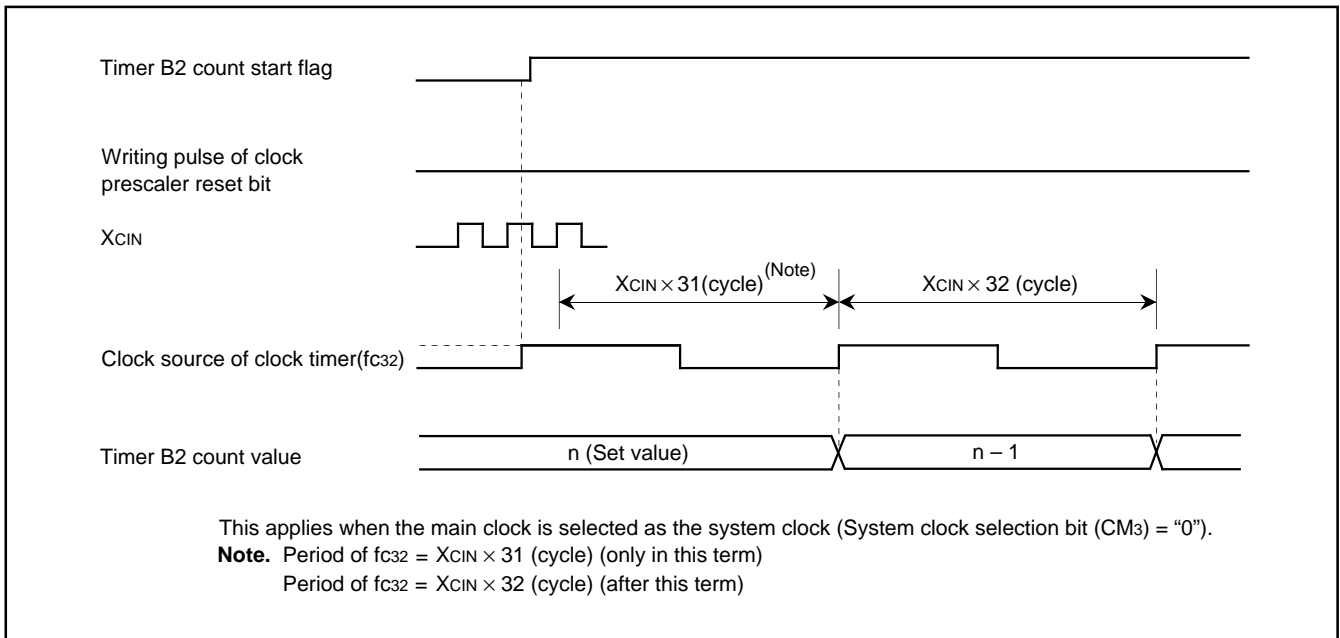 Timer B2 count start flag
Writing pulse of clock
prescaler reset bit
XCIN
XCIN × 31(cycle)(Note)
XCIN × 32 (cycle)
Clock source of clock timer(fC32)
Timer B2 count value
n (Set value)
n – 1
This applies when the main clock is selected as the system clock (System clock selection bit (CM3) = “0”).
Note. Period of fC32 = XCIN × 31 (cycle) (only in this term)
Period of fC32 = XCIN × 32 (cycle) (after this term)